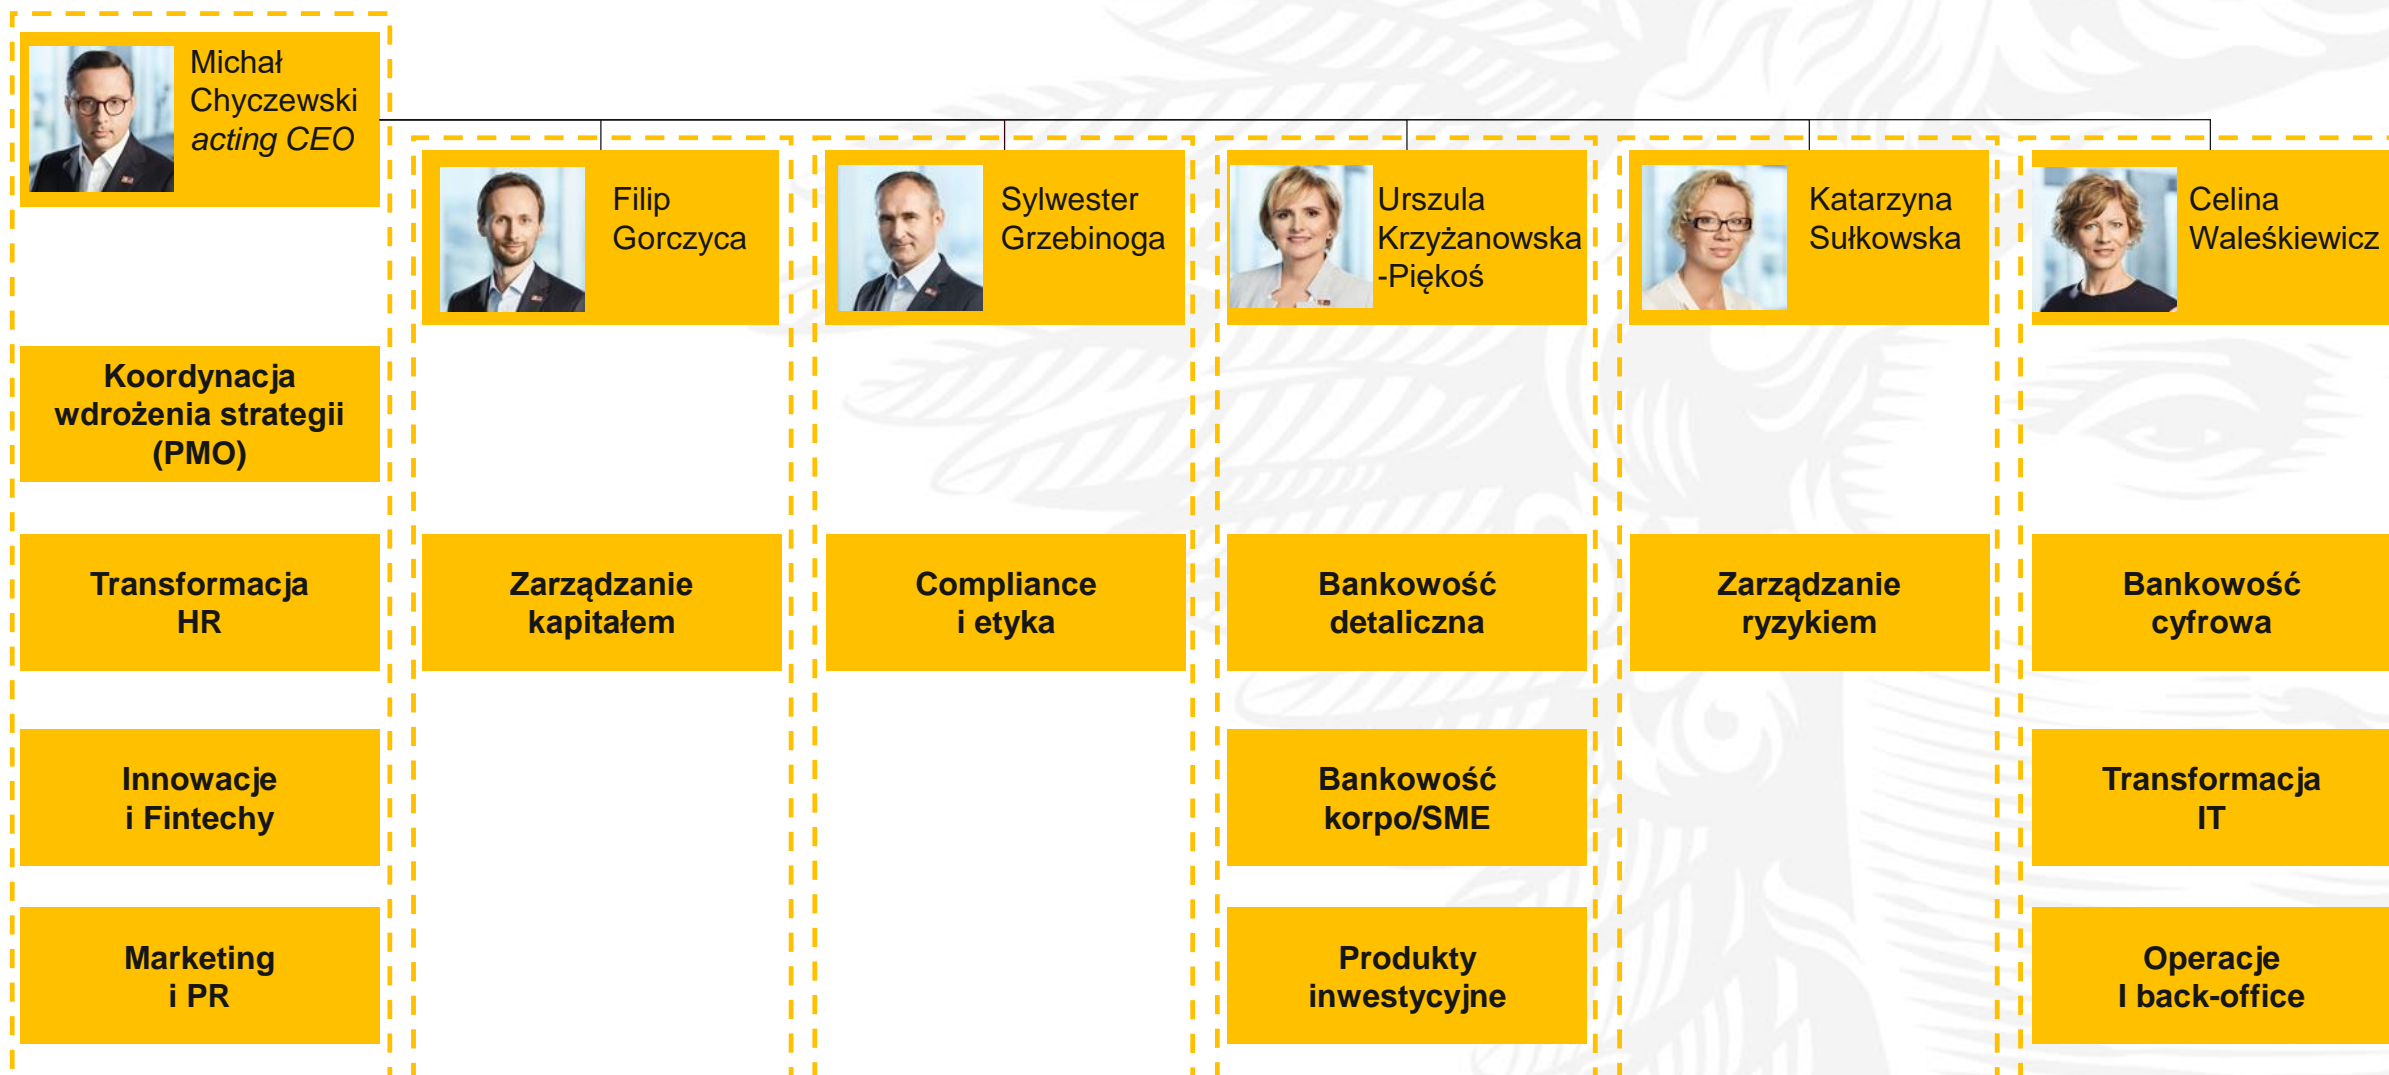 Michał
Chyczewski
acting CEO
Filip
Gorczyca
Sylwester
Grzebinoga
Urszula
Krzyżanowska
-Piękoś
Katarzyna
Sułkowska
Celina
Waleśkiewicz
Koordynacja
wdrożenia strategii
(PMO)
Transformacja
HR
Zarządzanie
kapitałem
Compliance
i etyka
Bankowość
detaliczna
Zarządzanie
ryzykiem
Bankowość
cyfrowa
Innowacje
i Fintechy
Bankowość
korpo/SME
Transformacja
IT
Marketing
i PR
Produkty
inwestycyjne
Operacje
I back-office